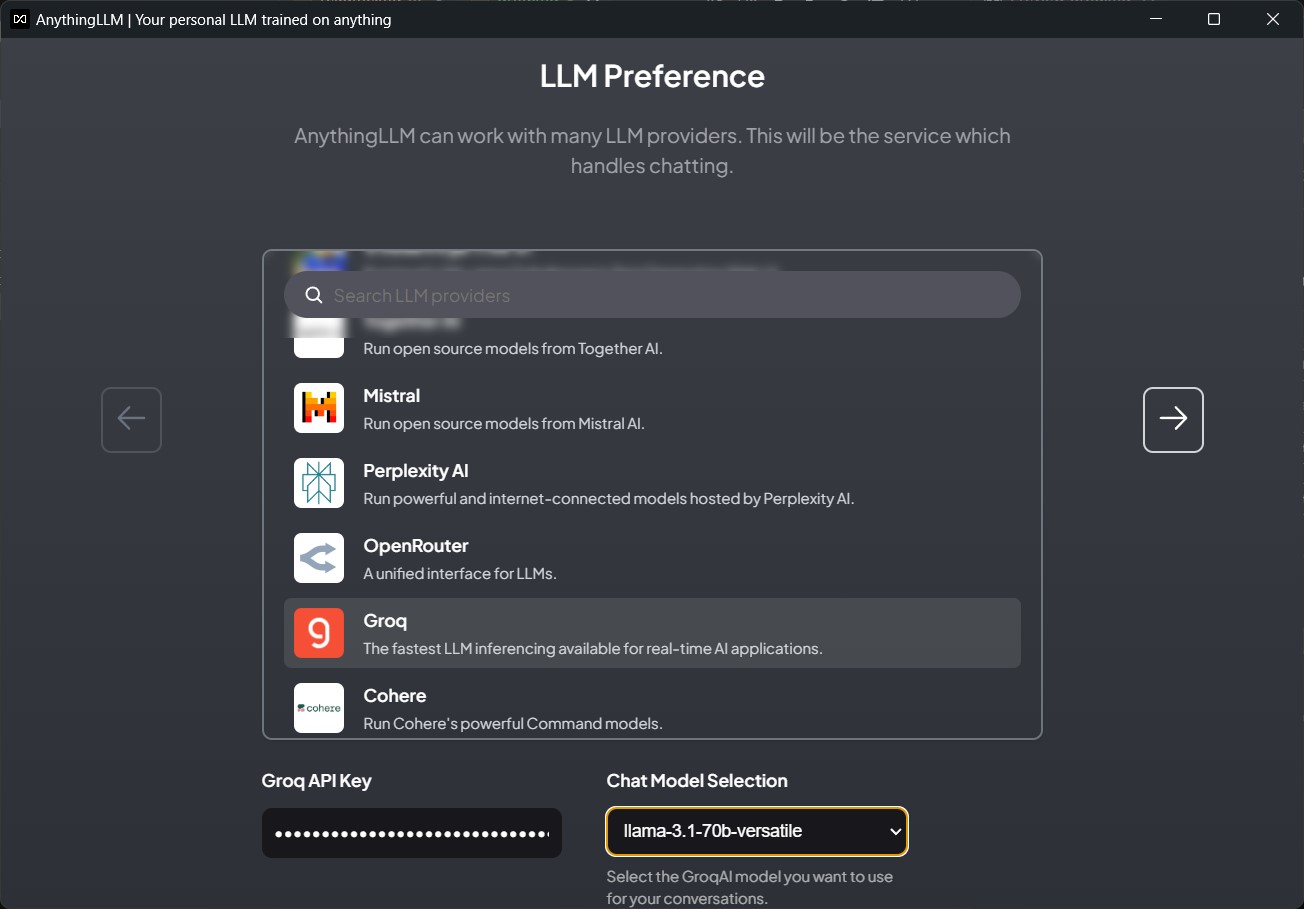 AnythingLLM | Your personal LLM trained on anything
LLM Preference
AnythingLLM can work with many LLM providers. This will be the service which
handles chatting.
Search LLM providers
Together AI
Run open source models from Together AI.
Mistral
Run open source models from Mistral AI.
Perplexity AI
Run powerful and internet-connected models hosted by Perplexity AI.
OpenRouter
A unified interface for LLMs.
Groq
The fastest LLM inferencing available for real-time AI applications.
cohere
Cohere
Run Cohere's powerful Command models.
Groq API Key
Chat Model Selection
llama-3.1-70b-versatile
Select the GroqAI model you want to use
for your conversations.